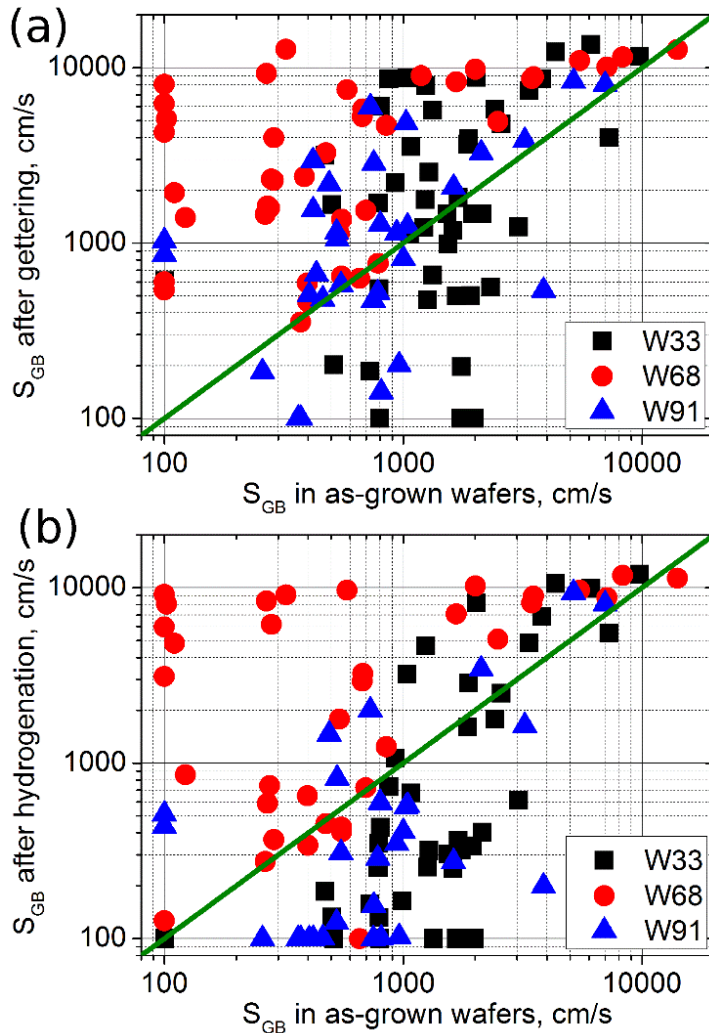 (a)
S_GB after gettering, cm/s
10000
1000
100
W33
W68
W91
100 1000 10000
S_GB in as-grown wafers, cm/s
(b)
S_GB after hydrogenation, cm/s
10000
1000
100
W33
W68
W91
100 1000 10000
S_GB in as-grown wafers, cm/s